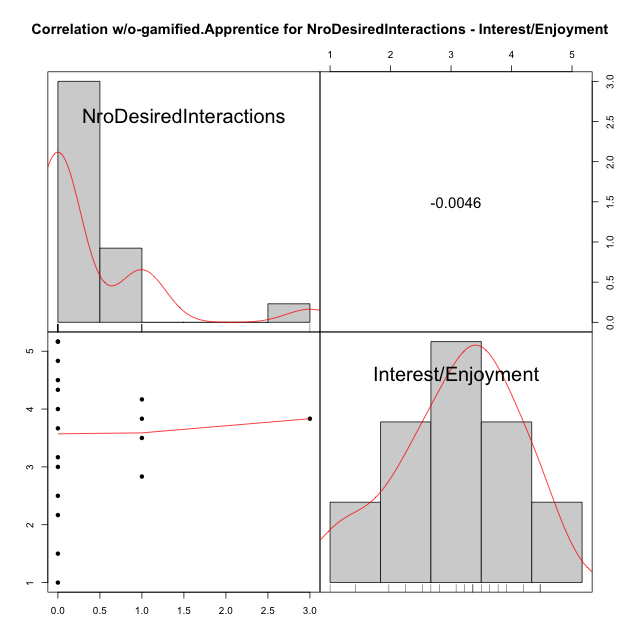 Correlation w/o-gamified.Apprentice for NroDesiredInteractions - Interest/Enjoyment
1 2 3 4 5
NroDesiredInteractions
-0.0046
0.0 0.5 1.0 1.5 2.0 2.5 3.0
Interest/Enjoyment
1 2 3 4 5
0.0 0.5 1.0 1.5 2.0 2.5 3.0